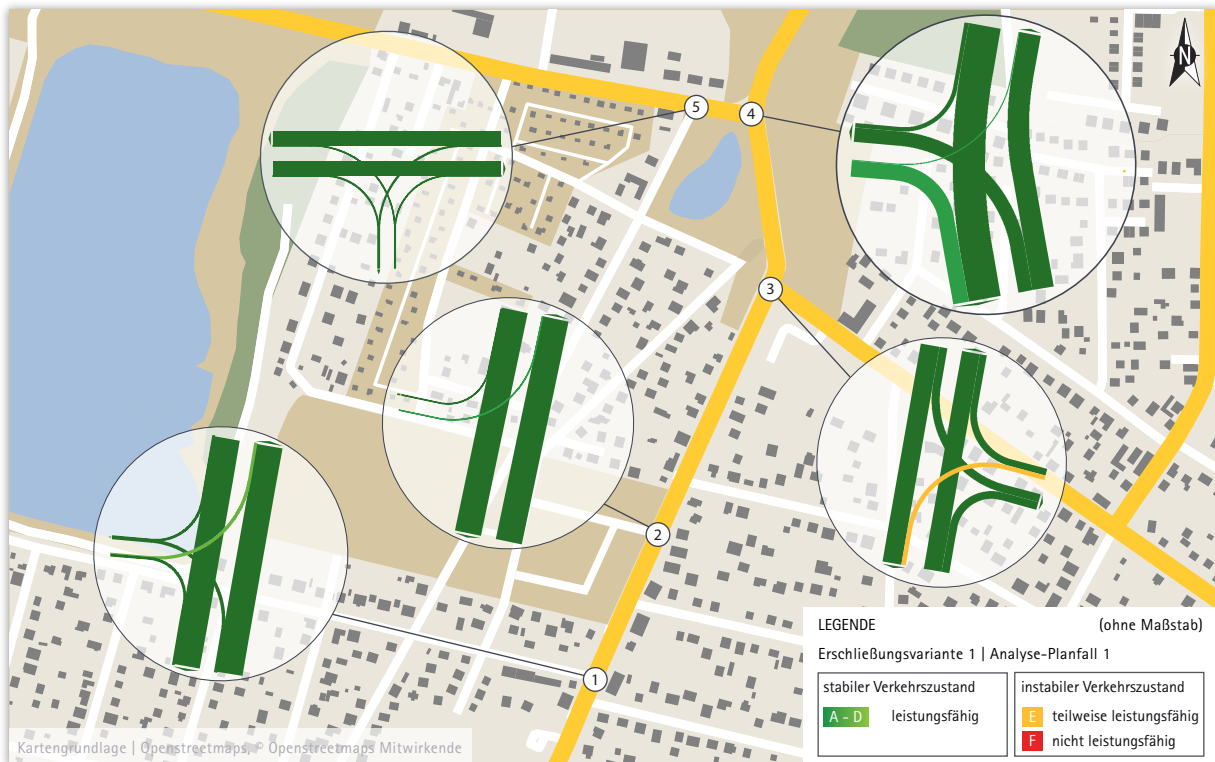 N
5
4
3
2
1
LEGENDE (ohne Maßstab)
Erschließungsvariante 1 | Analyse-Planfall 1
stabiler Verkehrszustand
A - D leistungsfähig
instabiler Verkehrszustand
E teilweise leistungsfähig
F nicht leistungsfähig
Kartengrundlage | Openstreetmaps, © Openstreetmaps Mitwirkende